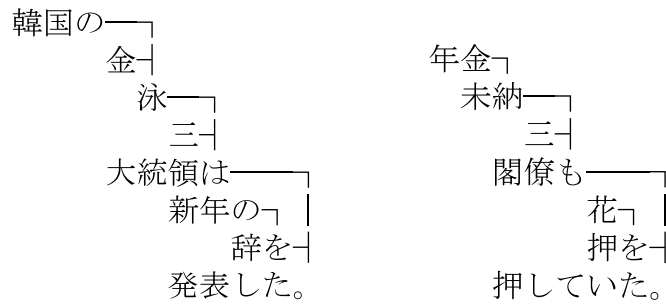 韓国の
金
泳
三
大統領は
新年の
辞を
発表した。
年金
未納
三
閣僚も
花
押を
押していた。